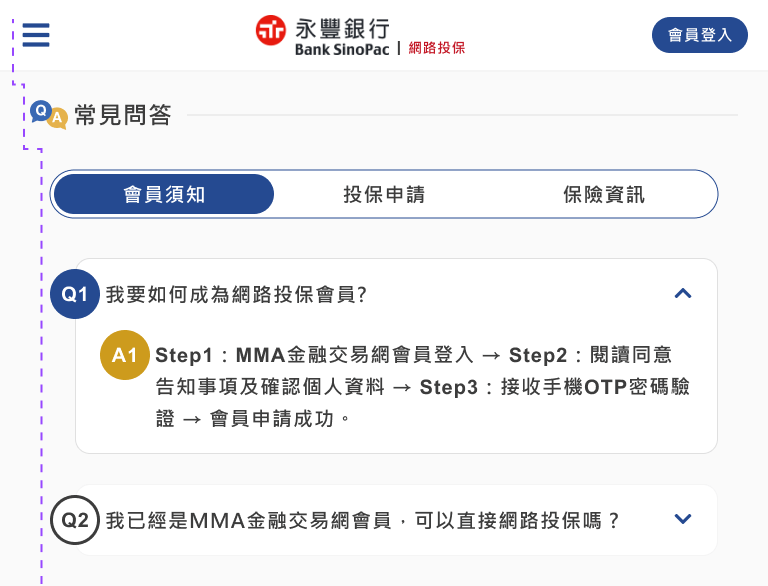 永豐銀行
Bank SinoPac | 網路投保
會員登入
Q A 常見問答
會員須知 投保申請 保險資訊
Q1 我要如何成為網路投保會員?
A1 Step1：MMA金融交易網會員登入 → Step2：閱讀同意
告知事項及確認個人資料 → Step3：接收手機OTP密碼驗
證 → 會員申請成功。
Q2 我已經是MMA金融交易網會員，可以直接網路投保嗎？